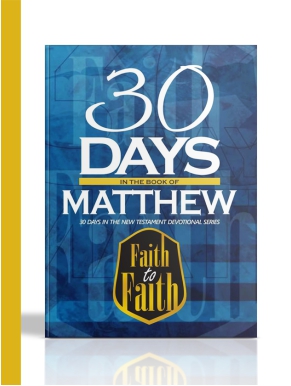 30
DAYS
IN THE BOOK OF
MATTHEW
30 DAYS IN THE NEW TESTAMENT DEVOTIONAL SERIES
Faith
to
Faith